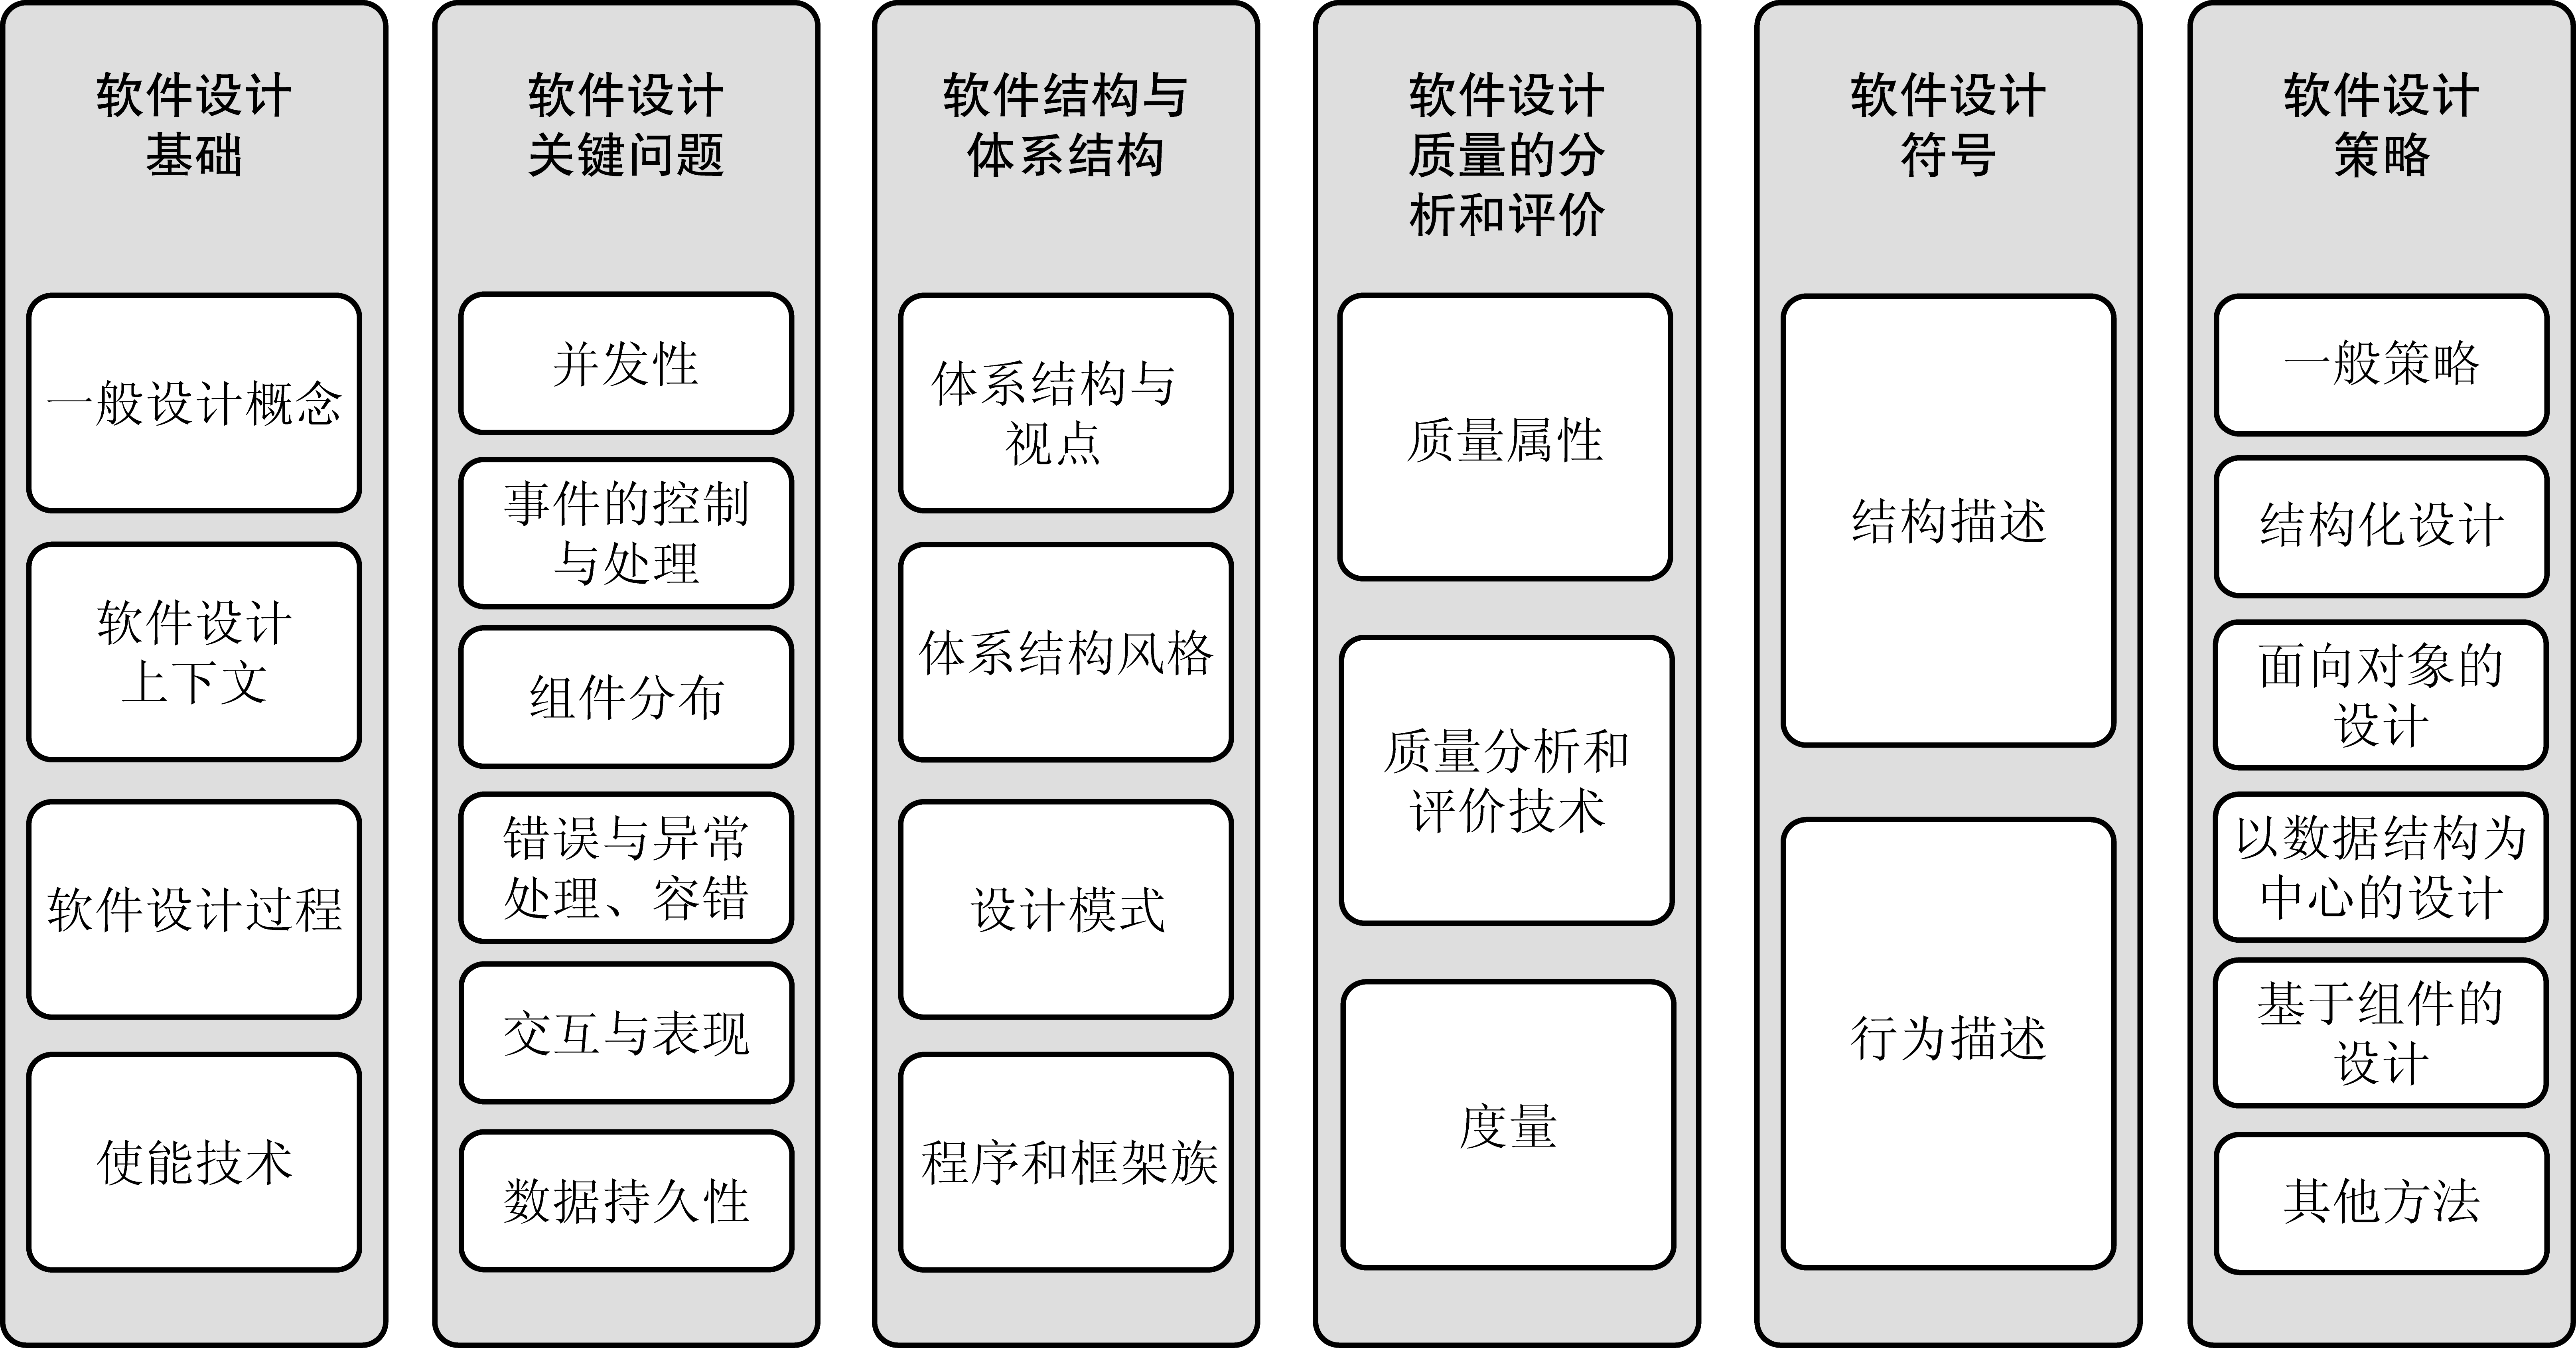 软件设计
基础
一般设计概念
软件设计
上下文
软件设计过程
使能技术
软件设计
关键问题
并发性
事件的控制
与处理
组件分布
错误与异常
处理、容错
交互与表现
数据持久性
软件结构与
体系结构
体系结构与
视点
体系结构风格
设计模式
程序和框架族
软件设计
质量的分
析和评价
质量属性
质量分析和
评价技术
度量
软件设计
符号
结构描述
行为描述
软件设计
策略
一般策略
结构化设计
面向对象的
设计
以数据结构为
中心的设计
基于组件的
设计
其他方法